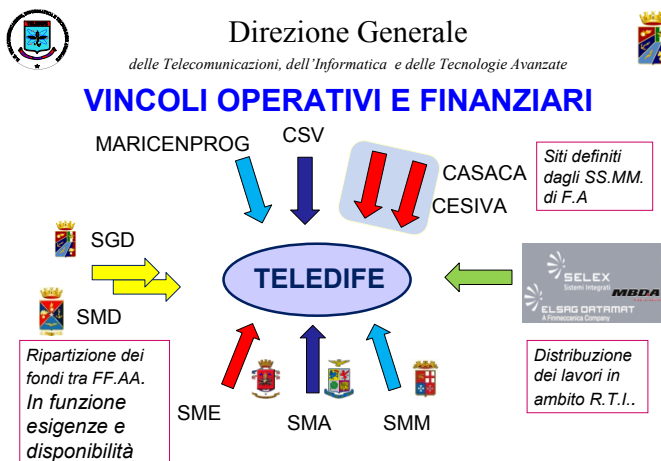 Direzione Generale
delle Telecomunicazioni, dell'Informatica e delle Tecnologie Avanzate
VINCOLI OPERATIVI E FINANZIARI
MARICENPROG
CSV
CASACA
CESIVA
Siti definiti
dagli SS.MM.
di F.A
SGD
SMD
TELEDIFE
SELEX
Sistemi Integrati
MBDA
ELSAG DATAMAT
A Finmeccanica Company
Ripartizione dei
fondi tra FF.AA.
In funzione
esigenze e
disponibilità
SME
SMA
SMM
Distribuzione
dei lavori in
ambito R.T.I..